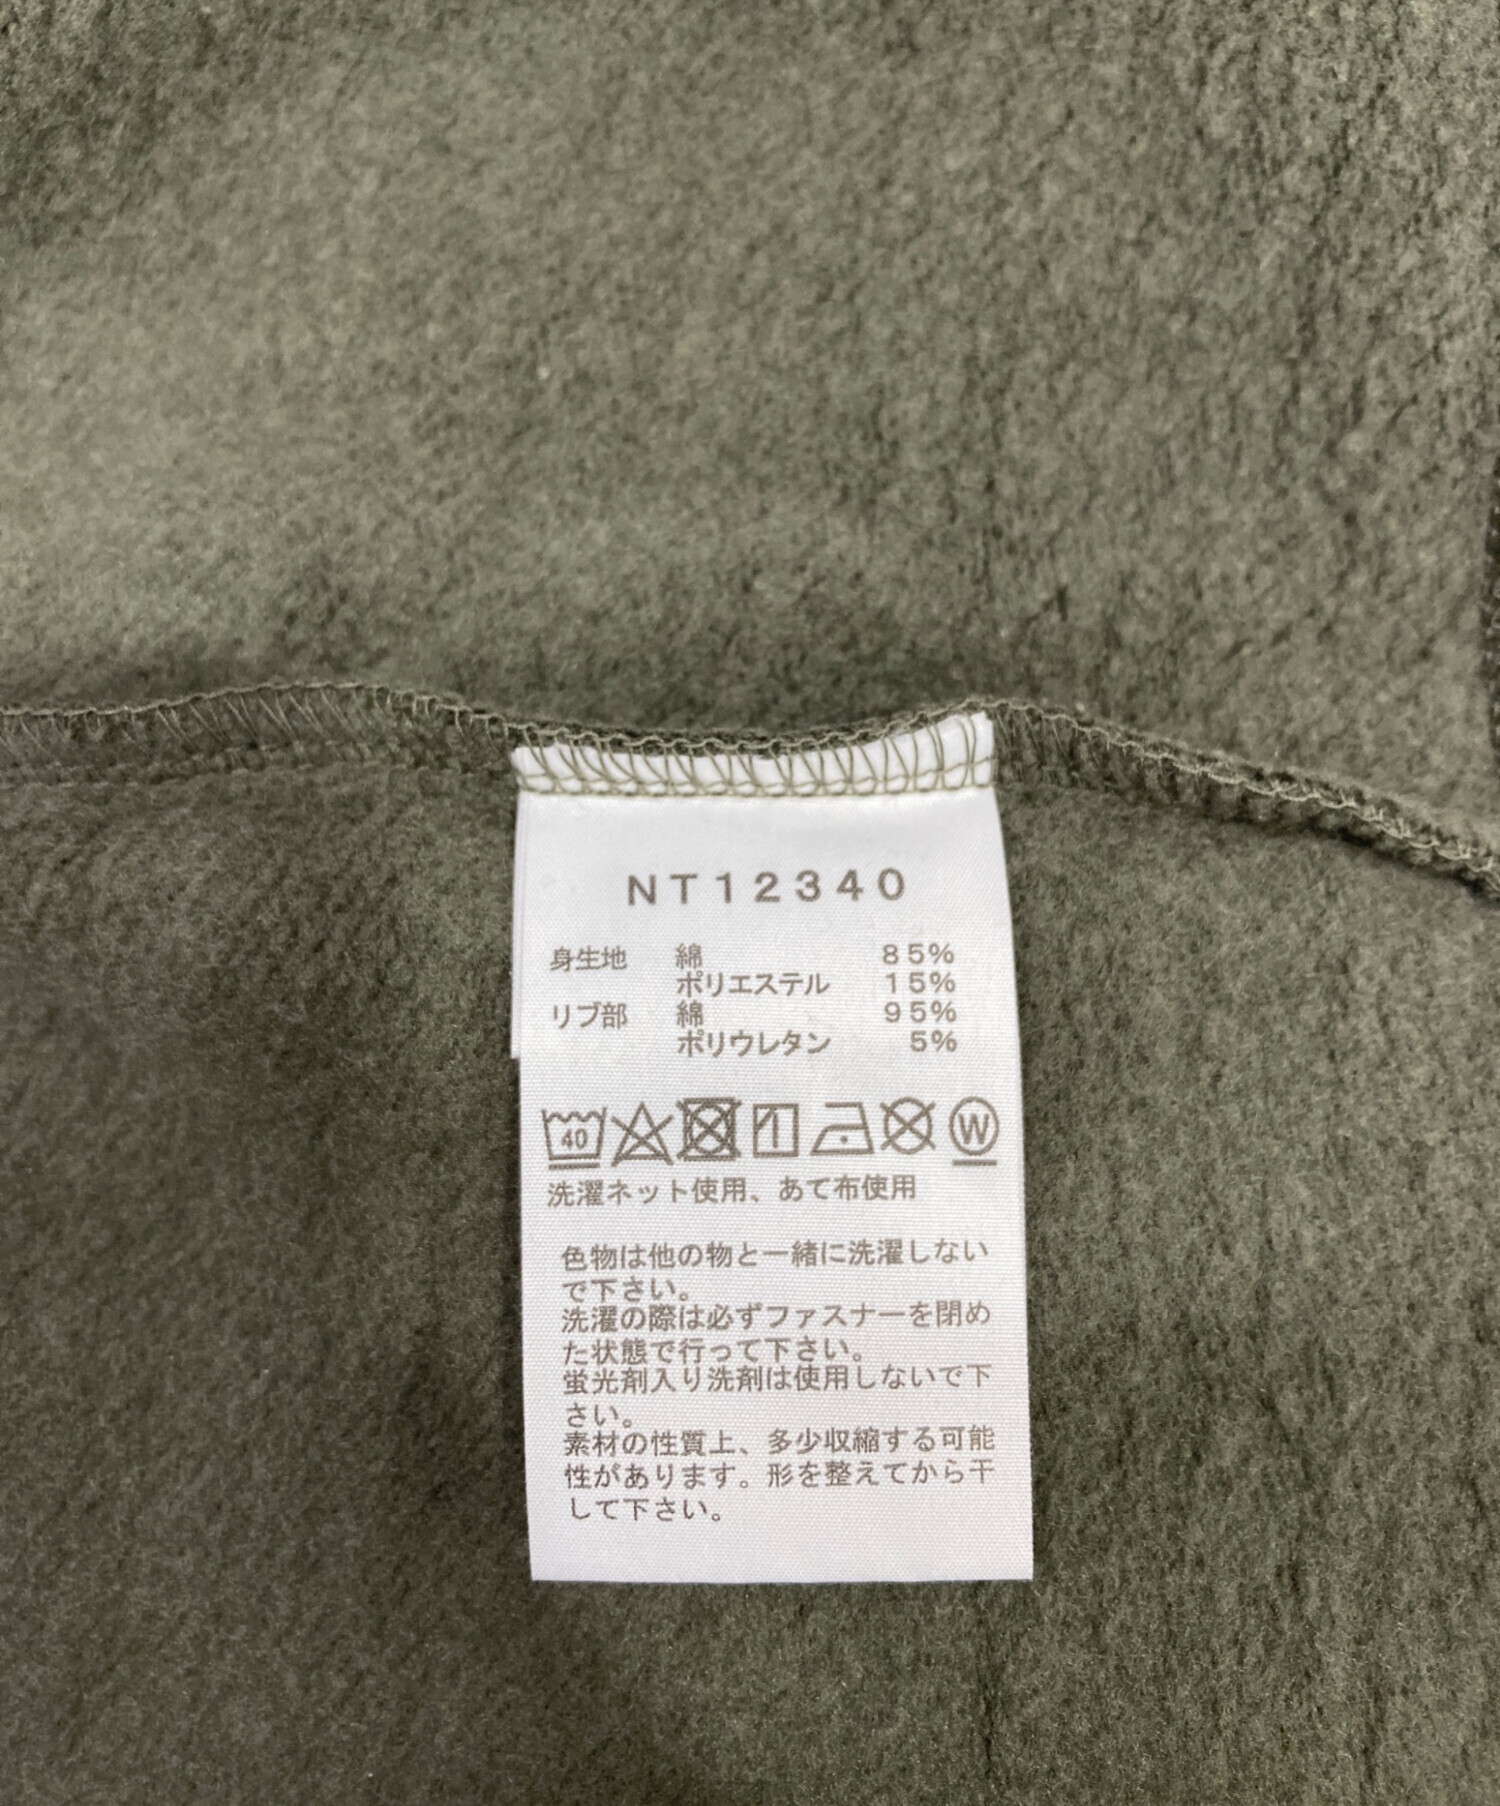 NT12340
身生地 綿 85%
ポリエステル 15%
リブ部 綿 95%
ポリウレタン 5%
40 W
洗濯ネット使用、あて布使用
色物は他の物と一緒に洗濯しない
で下さい。
洗濯の際は必ずファスナーを閉め
た状態で行って下さい。
蛍光剤入り洗剤は使用しないで下
さい。
素材の性質上、多少収縮する可能
性があります。形を整えてから干
して下さい。